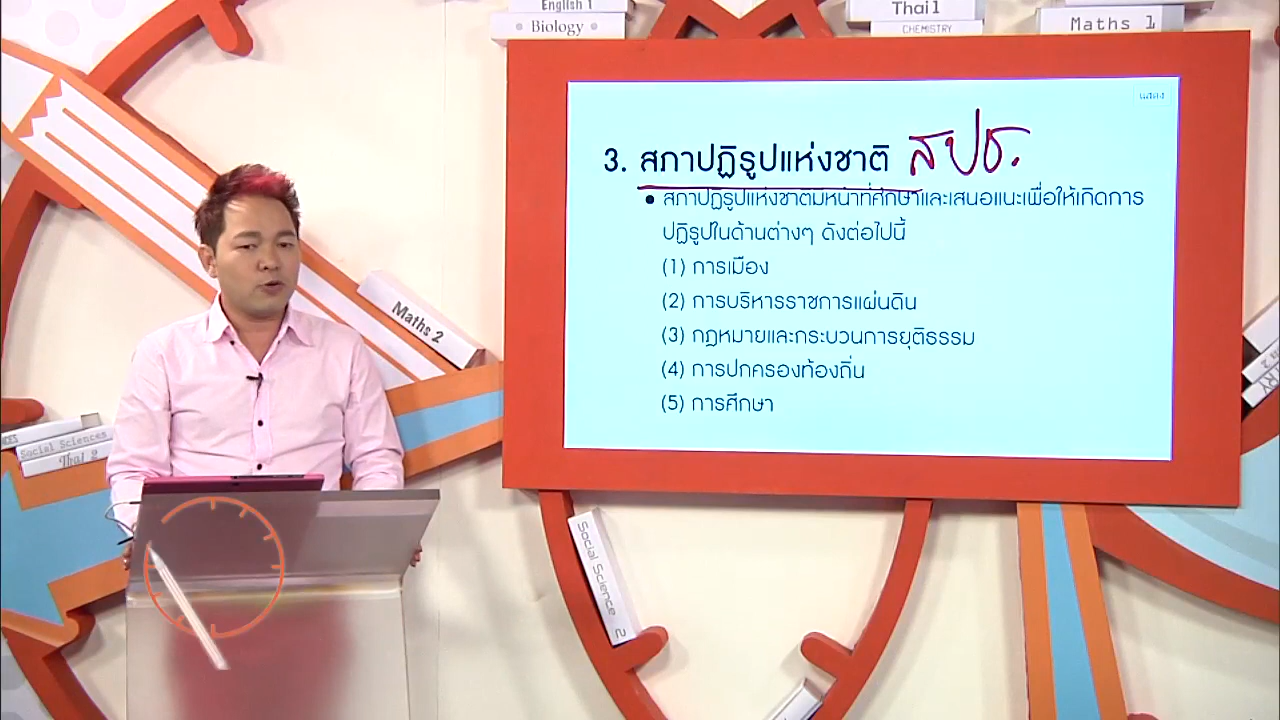 English 1
Biology
Thai 1
CHEMISTRY
Maths 1
แสดง
3. สภาปฏิรูปแห่งชาติ สปช.
• สภาปฏิรูปแห่งชาติมีหน้าที่ศึกษาและเสนอแนะเพื่อให้เกิดการ
ปฏิรูปในด้านต่างๆ ดังต่อไปนี้
(1) การเมือง
(2) การบริหารราชการแผ่นดิน
(3) กฎหมายและกระบวนการยุติธรรม
(4) การปกครองท้องถิ่น
(5) การศึกษา
Maths 2
Social Sciences
Thai 2
Social Science 2